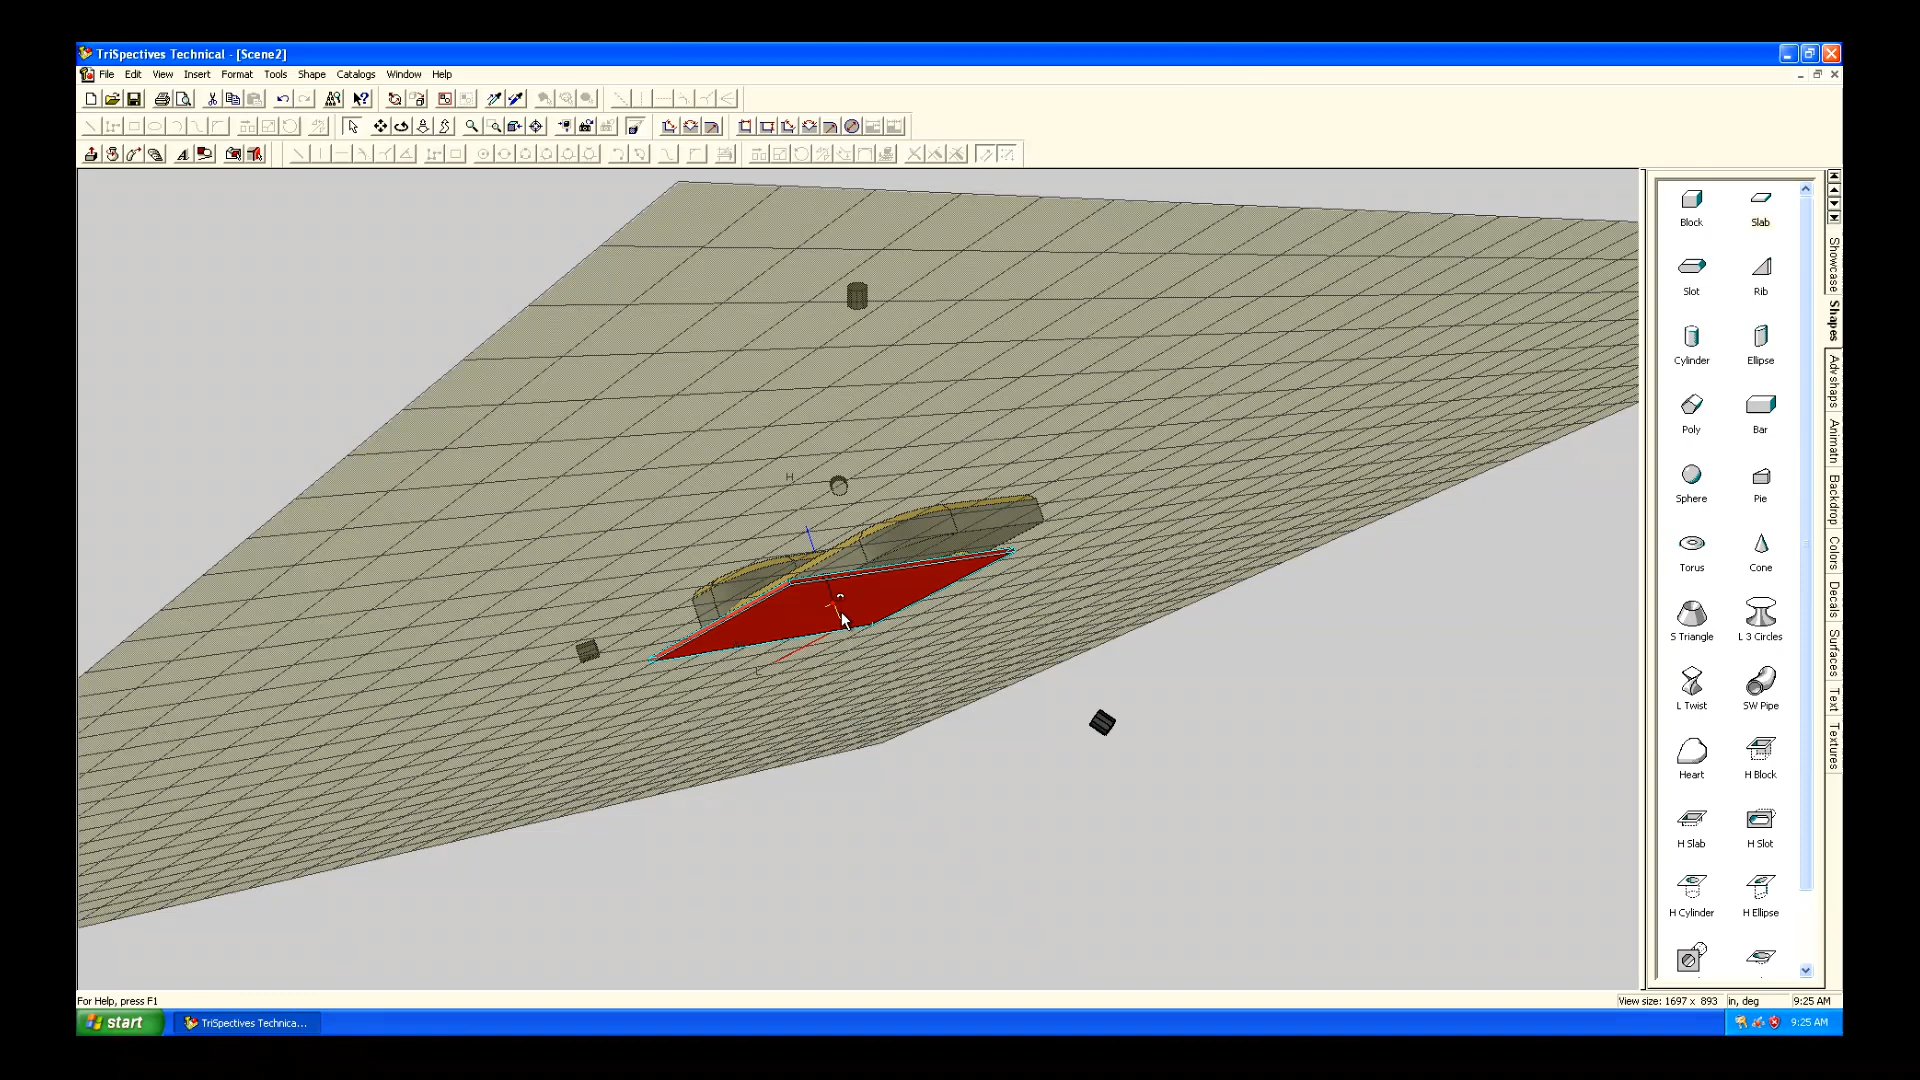 TriSpectives Technical - [Scene2]
File Edit View Insert Format Tools Shape Catalogs Window Help
Block Slab
Slot Rib
Cylinder Ellipse
Poly Bar
Sphere Pie
Torus Cone
S Triangle L 3 Circles
L Twist SW Pipe
Heart H Block
H Slab H Slot
H Cylinder H Ellipse
Showcase
Shapes
Advshaps
Animatn
Backdrop
Colors
Decals
Surfaces
Text
Textures
H
L
For Help, press F1
View size: 1697 x 893 in, deg 9:25 AM
start TriSpectives Technica... 9:25 AM